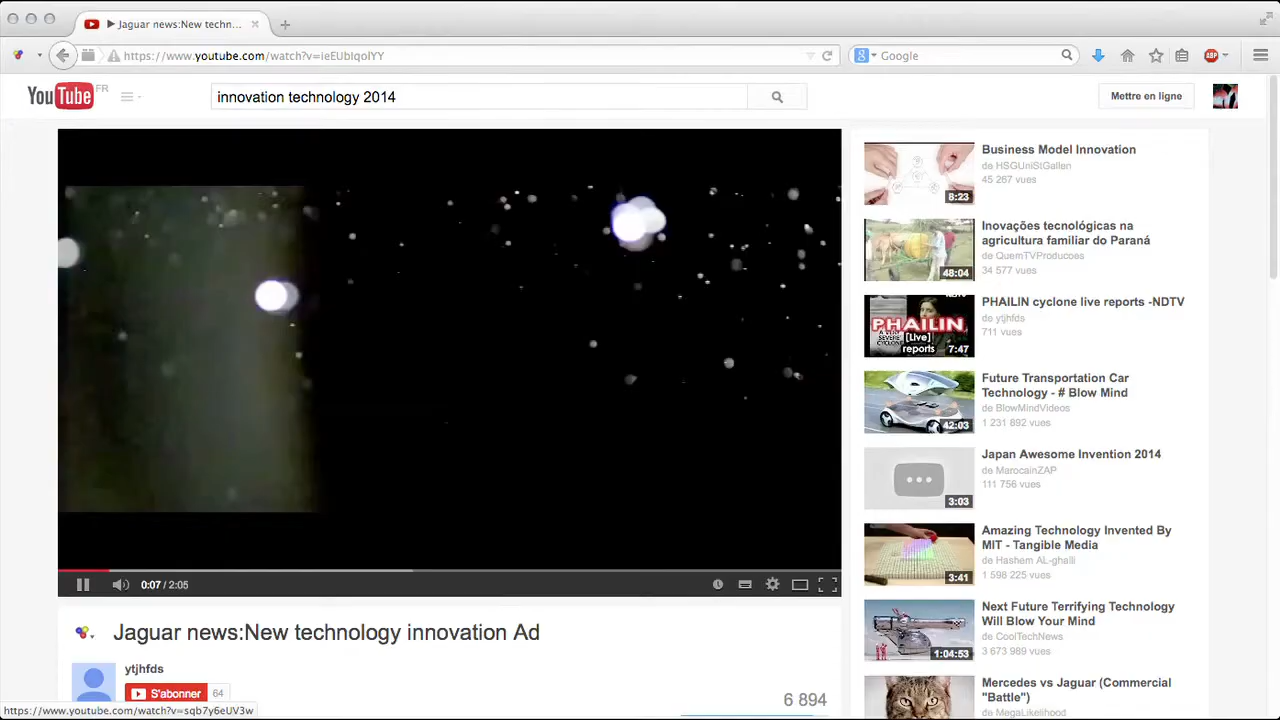 Jaguar news:New techn...
https://www.youtube.com/watch?v=ieEUbIqolYY
Google
ABP
YouTube FR
innovation technology 2014
Mettre en ligne
Business Model Innovation
de HSGUniStGallen
45 267 vues
8:23
Inovações tecnológicas na
agricultura familiar do Paraná
de QuemTVProducoes
34 577 vues
48:04
PHAILIN cyclone live reports -NDTV
de ytjhfds
711 vues
NDTV
PHAILIN
[Live]
reports
7:47
Future Transportation Car
Technology - # Blow Mind
de BlowMindVideos
1 231 892 vues
42:03
Japan Awesome Invention 2014
de MarocainZAP
111 756 vues
3:03
Amazing Technology Invented By
MIT - Tangible Media
de Hashem AL-ghaili
1 598 225 vues
3:41
Next Future Terrifying Technology
Will Blow Your Mind
de CoolTechNews
3 673 989 vues
1:04:53
Mercedes vs Jaguar (Commercial
"Battle")
de MegaLikelihood
0:07 / 2:05
Jaguar news:New technology innovation Ad
ytjhfds
S'abonner 64
6 894
https://www.youtube.com/watch?v=sqb7y6eUV3w